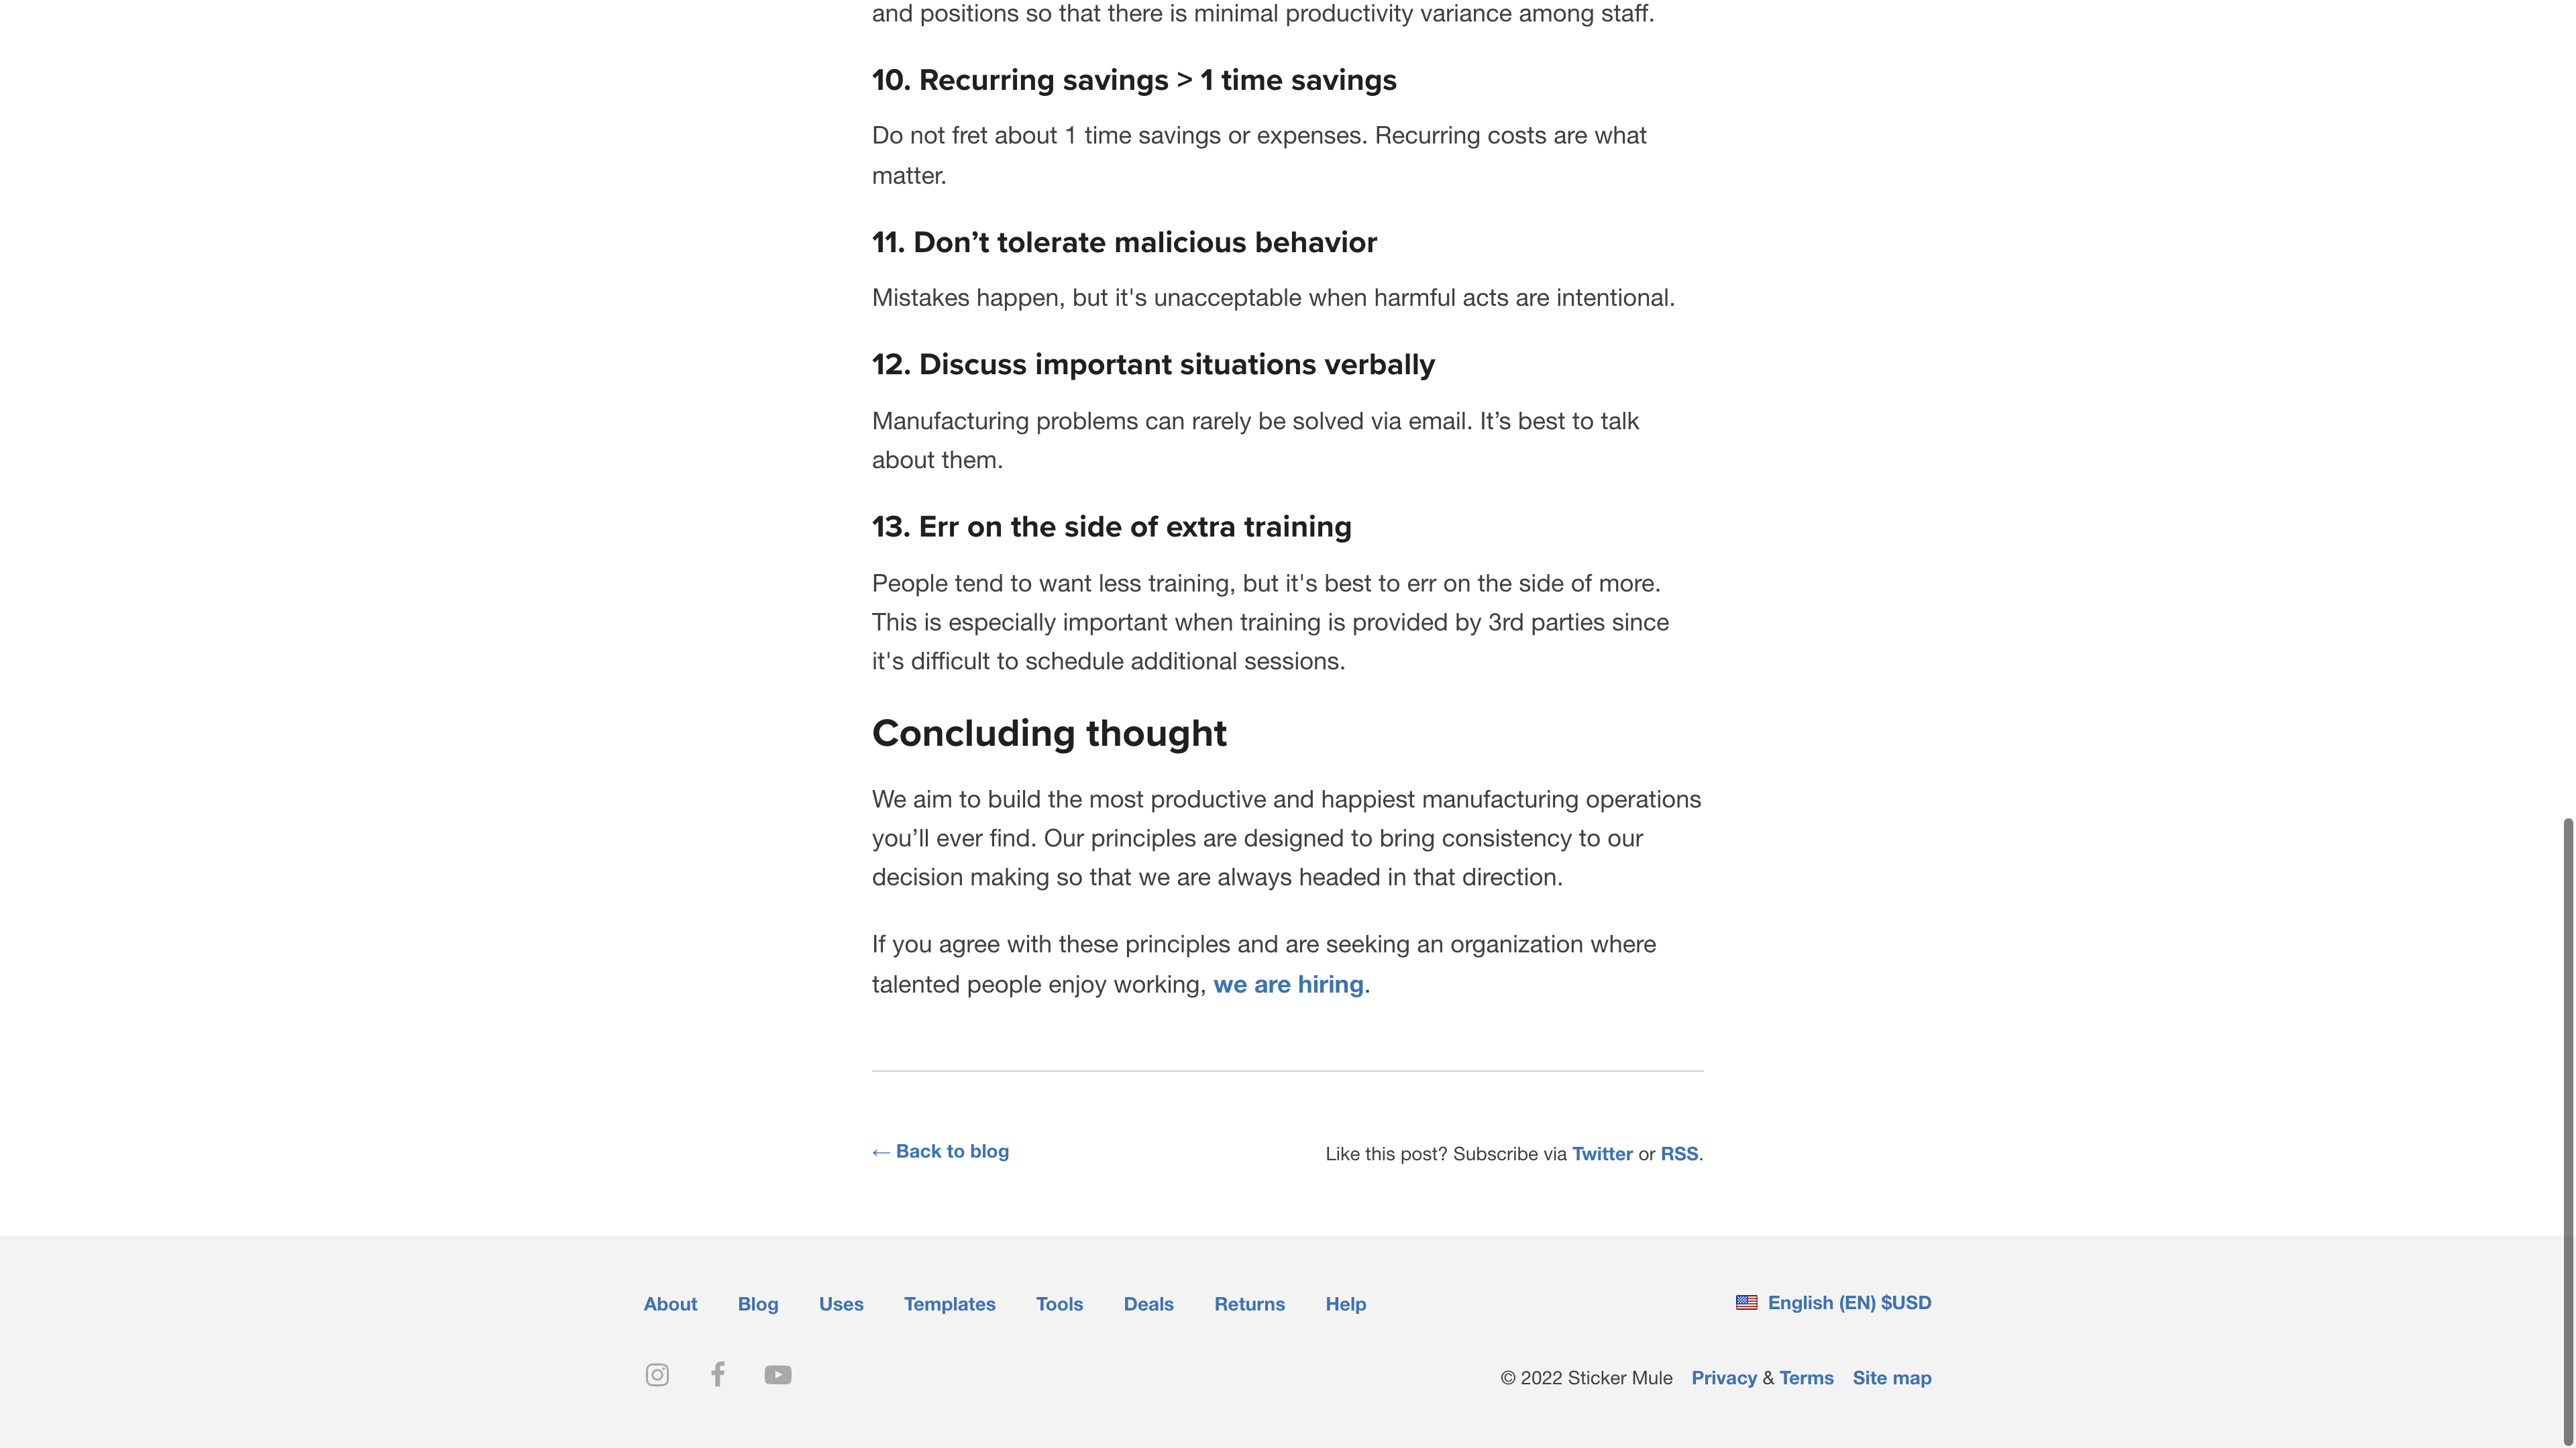 and positions so that there is minimal productivity variance among staff.
10. Recurring savings > 1 time savings
Do not fret about 1 time savings or expenses. Recurring costs are what
matter.
11. Don’t tolerate malicious behavior
Mistakes happen, but it's unacceptable when harmful acts are intentional.
12. Discuss important situations verbally
Manufacturing problems can rarely be solved via email. It’s best to talk
about them.
13. Err on the side of extra training
People tend to want less training, but it's best to err on the side of more.
This is especially important when training is provided by 3rd parties since
it's difficult to schedule additional sessions.
Concluding thought
We aim to build the most productive and happiest manufacturing operations
you’ll ever find. Our principles are designed to bring consistency to our
decision making so that we are always headed in that direction.
If you agree with these principles and are seeking an organization where
talented people enjoy working, we are hiring.
← Back to blog
Like this post? Subscribe via Twitter or RSS.
About Blog Uses Templates Tools Deals Returns Help
English (EN) $USD
© 2022 Sticker Mule Privacy & Terms Site map